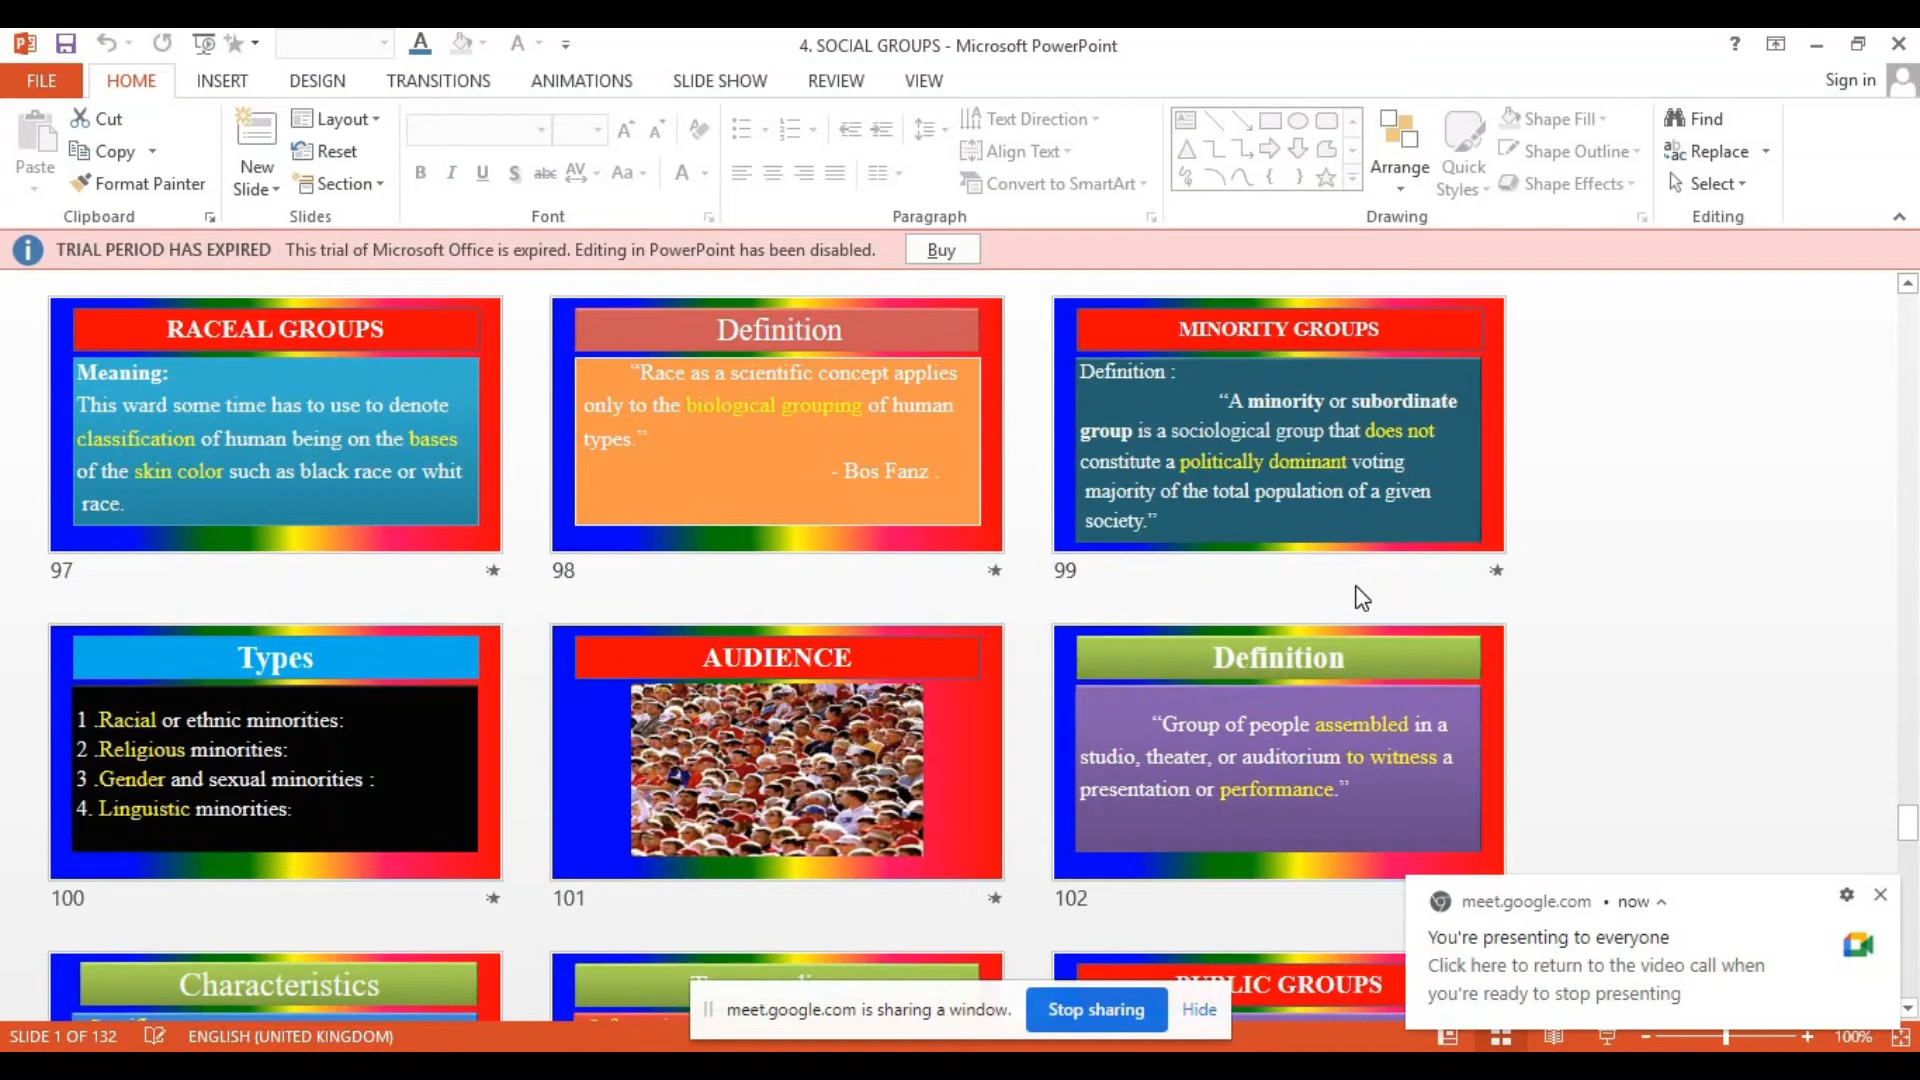 4. SOCIAL GROUPS - Microsoft PowerPoint
FILE HOME INSERT DESIGN TRANSITIONS ANIMATIONS SLIDE SHOW REVIEW VIEW Sign in
Paste
Cut
Copy
Format Painter
Clipboard
New
Slide
Layout
Reset
Section
Slides
Font
Text Direction
Align Text
Convert to SmartArt
Paragraph
Arrange
Quick
Styles
Shape Fill
Shape Outline
Shape Effects
Drawing
Find
Replace
Select
Editing
TRIAL PERIOD HAS EXPIRED This trial of Microsoft Office is expired. Editing in PowerPoint has been disabled. Buy
RACEAL GROUPS
Meaning:
This ward some time has to use to denote
classification of human being on the bases
of the skin color such as black race or whit
race.
97
Definition
“Race as a scientific concept applies
only to the biological grouping of human
types.”
- Bos Fanz .
98
MINORITY GROUPS
Definition :
“A minority or subordinate
group is a sociological group that does not
constitute a politically dominant voting
majority of the total population of a given
society.”
99
Types
1 .Racial or ethnic minorities:
2 .Religious minorities:
3 .Gender and sexual minorities :
4. Linguistic minorities:
100
AUDIENCE
101
Definition
“Group of people assembled in a
studio, theater, or auditorium to witness a
presentation or performance.”
102
Characteristics
PUBLIC GROUPS
meet.google.com • now
You're presenting to everyone
Click here to return to the video call when
you're ready to stop presenting
meet.google.com is sharing a window. Stop sharing Hide
SLIDE 1 OF 132 ENGLISH (UNITED KINGDOM) 100%